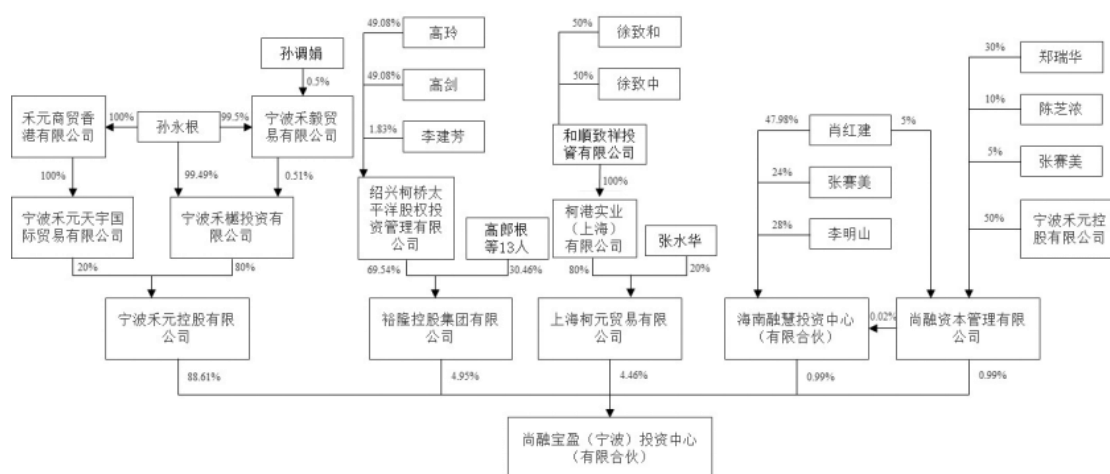 49.08%
高玲
50%
徐致和
孙调娟
30%
郑瑞华
0.5%
49.08%
高剑
50%
徐致中
禾元商贸香
港有限公司
100%
孙永根
99.5%
宁波禾毅贸
易有限公司
10%
陈芝浓
1.83%
李建芳
和順致祥投
資有限公司
47.98%
肖红建
5%
5%
张赛美
100%
99.49%
0.51%
100%
24%
张赛美
宁波禾元天宇国
际贸易有限公司
宁波禾樾投资有
限公司
绍兴柯桥太
平洋股权投
资管理有限
公司
高郎根
等13人
柯港实业
（上海）
有限公司
张水华
28%
李明山
50%
宁波禾元控
股有限公司
20%
80%
69.54%
30.46%
80%
20%
宁波禾元控股有限
公司
裕隆控股集团有限
公司
上海柯元贸易有限
公司
海南融慧投资中心
（有限合伙）
0.02%
尚融资本管理有限
公司
88.61%
4.95%
4.46%
0.99%
0.99%
尚融宝盈（宁波）投资中心
（有限合伙）